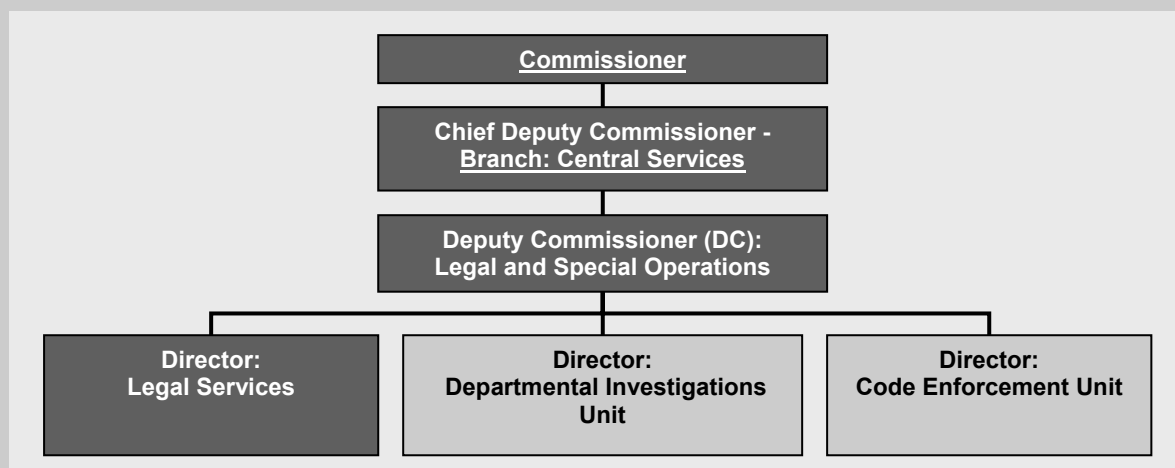 Commissioner
Chief Deputy Commissioner -
Branch: Central Services
Deputy Commissioner (DC):
Legal and Special Operations
Director:
Legal Services
Director:
Departmental Investigations
Unit
Director:
Code Enforcement Unit